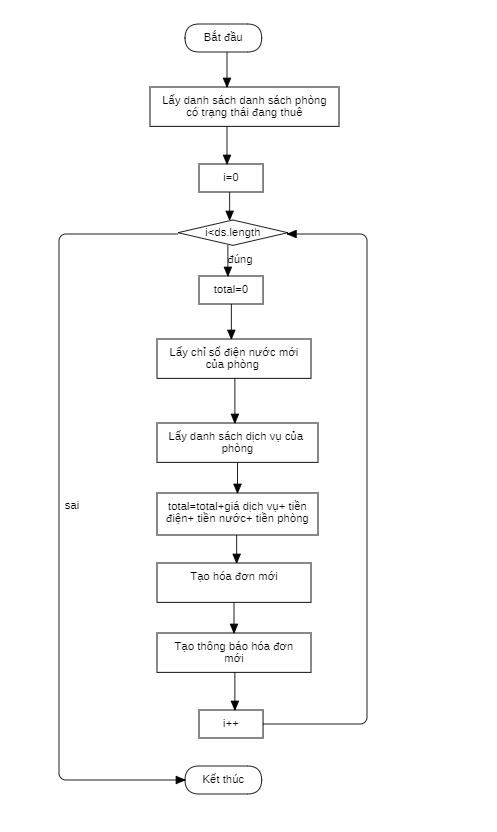 Bắt đầu
Lấy danh sách danh sách phòng
có trạng thái đang thuê
i=0
i<ds.length
đúng
total=0
Lấy chỉ số điện nước mới
của phòng
Lấy danh sách dịch vụ của
phòng
sai
total=total+giá dịch vụ+ tiền
điện+ tiền nước+ tiền phòng
Tạo hóa đơn mới
Tạo thông báo hóa đơn
mới
i++
Kết thúc